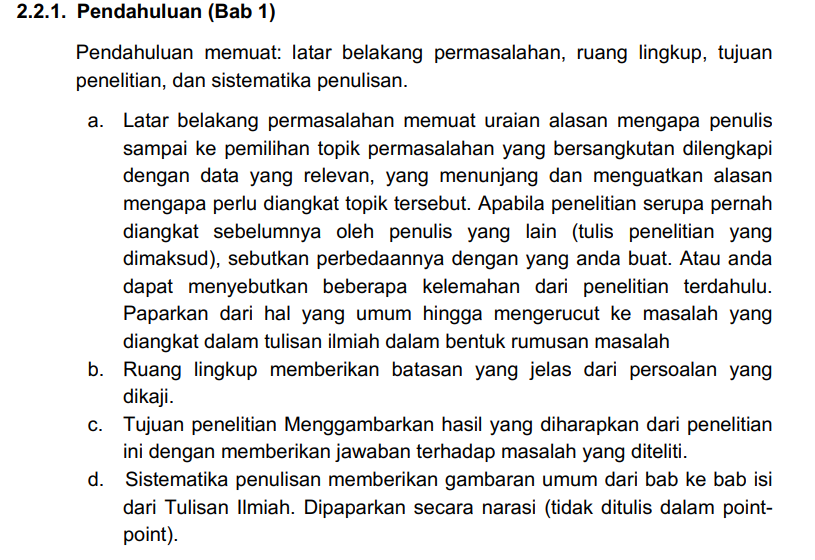 2.2.1. Pendahuluan (Bab 1)
Pendahuluan memuat: latar belakang permasalahan, ruang lingkup, tujuan
penelitian, dan sistematika penulisan.
a. Latar belakang permasalahan memuat uraian alasan mengapa penulis
sampai ke pemilihan topik permasalahan yang bersangkutan dilengkapi
dengan data yang relevan, yang menunjang dan menguatkan alasan
mengapa perlu diangkat topik tersebut. Apabila penelitian serupa pernah
diangkat sebelumnya oleh penulis yang lain (tulis penelitian yang
dimaksud), sebutkan perbedaannya dengan yang anda buat. Atau anda
dapat menyebutkan beberapa kelemahan dari penelitian terdahulu.
Paparkan dari hal yang umum hingga mengerucut ke masalah yang
diangkat dalam tulisan ilmiah dalam bentuk rumusan masalah
b. Ruang lingkup memberikan batasan yang jelas dari persoalan yang
dikaji.
c. Tujuan penelitian Menggambarkan hasil yang diharapkan dari penelitian
ini dengan memberikan jawaban terhadap masalah yang diteliti.
d. Sistematika penulisan memberikan gambaran umum dari bab ke bab isi
dari Tulisan Ilmiah. Dipaparkan secara narasi (tidak ditulis dalam point-
point).